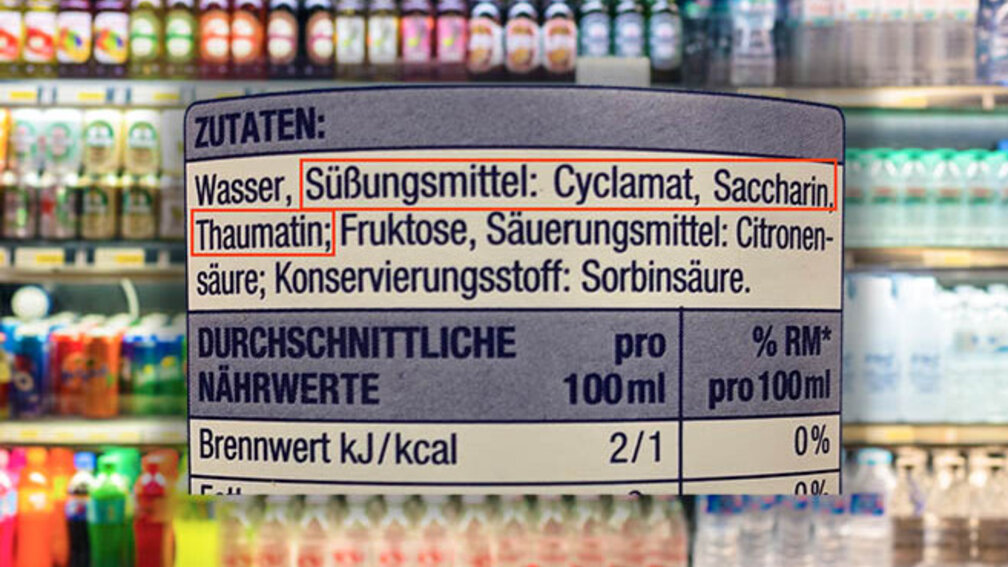 ZUTATEN:
Wasser, Süßungsmittel: Cyclamat, Saccharin,
Thaumatin; Fruktose, Säuerungsmittel: Citronen-
säure; Konservierungsstoff: Sorbinsäure.
DURCHSCHNITTLICHE pro % RM*
NÄHRWERTE 100 ml pro 100 ml
Brennwert kJ/kcal 2/1 0%
0%